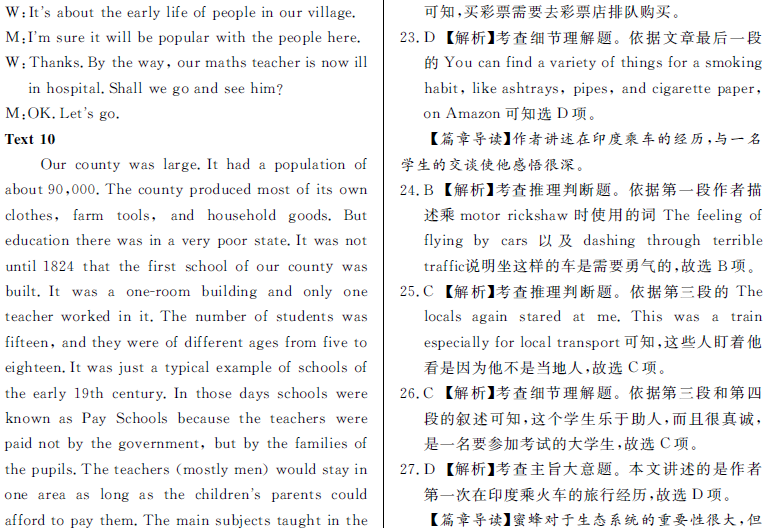 W:It's about the early life of people in our village.
M:I'm sure it will be popular with the people here.
W:Thanks. By the way, our maths teacher is now ill
in hospital. Shall we go and see him?
M:OK. Let's go.
Text 10
Our county was large. It had a population of
about 90,000. The county produced most of its own
clothes, farm tools, and household goods. But
education there was in a very poor state. It was not
until 1824 that the first school of our county was
built. It was a one-room building and only one
teacher worked in it. The number of students was
fifteen, and they were of different ages from five to
eighteen. It was just a typical example of schools of
the early 19th century. In those days schools were
known as Pay Schools because the teachers were
paid not by the government, but by the families of
the pupils. The teachers (mostly men) would stay in
one area as long as the children's parents could
afford to pay them. The main subjects taught in the
可知,买彩票需要去彩票店排队购买。
23. D 【解析】考查细节理解题。依据文章最后一段
的 You can find a variety of things for a smoking
habit, like ashtrays, pipes, and cigarette paper,
on Amazon 可知选 D 项。
【篇章导读】作者讲述在印度乘车的经历,与一名
学生的交谈使他感悟很深。
24. B 【解析】考查推理判断题。依据第一段作者描
述乘 motor rickshaw 时使用的词 The feeling of
flying by cars 以及 dashing through terrible
traffic说明坐这样的车是需要勇气的,故选 B 项。
25. C 【解析】考查推理判断题。依据第三段的 The
locals again stared at me. This was a train
especially for local transport 可知,这些人盯着他
看是因为他不是当地人,故选 C 项。
26. C 【解析】考查细节理解题。依据第三段和第四
段的叙述可知,这个学生乐于助人,而且很真诚,
是一名要参加考试的大学生,故选 C 项。
27. D 【解析】考查主旨大意题。本文讲述的是作者
第一次在印度乘火车的旅行经历,故选 D 项。
【篇章导读】蜜蜂对于生态系统的重要性很大,但